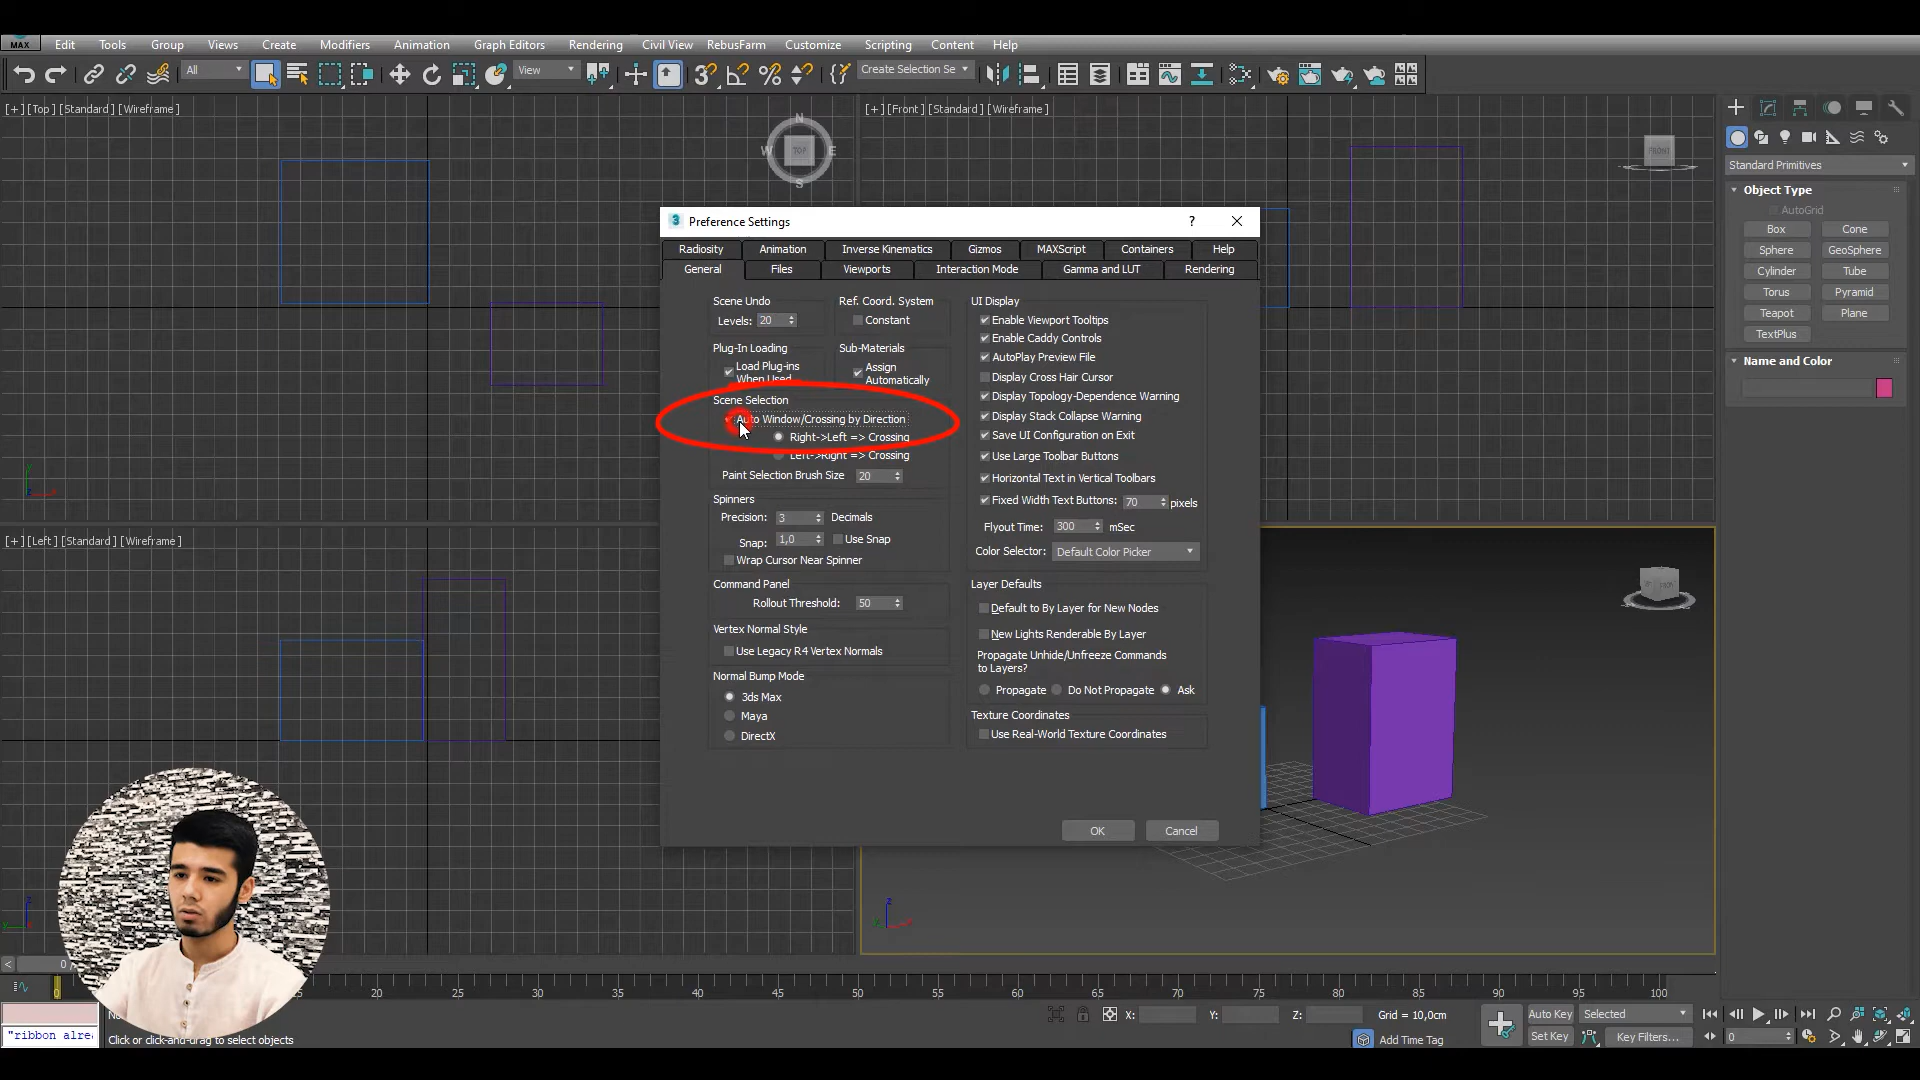 MAX
Edit Tools Group Views Create Modifiers Animation Graph Editors Rendering Civil View RebusFarm Customize Scripting Content Help
All View Create Selection Se
[+] [Top] [Standard] [Wireframe]
N
W TOP E
S
[+] [Front] [Standard] [Wireframe]
FRONT
Standard Primitives
Object Type
AutoGrid
Box Cone
Sphere GeoSphere
Cylinder Tube
Torus Pyramid
Teapot Plane
TextPlus
Name and Color
3 Preference Settings ?
Radiosity Animation Inverse Kinematics Gizmos MAXScript Containers Help
General Files Viewports Interaction Mode Gamma and LUT Rendering
Scene Undo
Levels: 20
Ref. Coord. System
Constant
Plug-In Loading
Load Plug-ins
When Used
Sub-Materials
Assign
Automatically
Scene Selection
Auto Window/Crossing by Direction
Right->Left => Crossing
Left->Right => Crossing
Paint Selection Brush Size 20
Spinners
Precision: 3 Decimals
Snap: 1,0 Use Snap
Wrap Cursor Near Spinner
Command Panel
Rollout Threshold: 50
Vertex Normal Style
Use Legacy R4 Vertex Normals
Normal Bump Mode
3ds Max
Maya
DirectX
UI Display
Enable Viewport Tooltips
Enable Caddy Controls
AutoPlay Preview File
Display Cross Hair Cursor
Display Topology-Dependence Warning
Display Stack Collapse Warning
Save UI Configuration on Exit
Use Large Toolbar Buttons
Horizontal Text in Vertical Toolbars
Fixed Width Text Buttons: 70 pixels
Flyout Time: 300 mSec
Color Selector: Default Color Picker
Layer Defaults
Default to By Layer for New Nodes
New Lights Renderable By Layer
Propagate Unhide/Unfreeze Commands
to Layers?
Propagate Do Not Propagate Ask
Texture Coordinates
Use Real-World Texture Coordinates
OK Cancel
[+] [Left] [Standard] [Wireframe]
< 0 /
0 20 25 30 35 40 45 50 55 60 65 70 75 80 85 90 95 100
"ribbon alre
Click or click-and-drag to select objects
X: Y: Z: Grid = 10,0cm
Add Time Tag
Auto Key Selected
Set Key Key Filters...
0